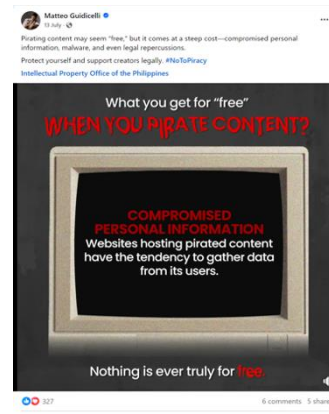 Matteo Guidicelli
13 July
Pirating content may seem "free," but it comes at a steep cost—compromised personal
information, malware, and even legal repercussions.
Protect yourself and support creators legally. #NoToPiracy
Intellectual Property Office of the Philippines
What you get for "free"
WHEN YOU PIRATE CONTENT?
COMPROMISED
PERSONAL INFORMATION
Websites hosting pirated content
have the tendency to gather data
from its users.
Nothing is ever truly for free.
327
6 comments 5 share